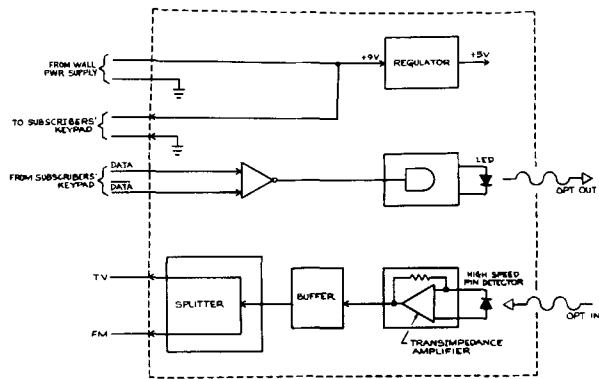 FROM WALL
PWR SUPPLY
+9V
REGULATOR
+5V
TO SUBSCRIBERS'
KEYPAD
FROM SUBSCRIBERS'
KEYPAD
DATA
DATA
LED
OPT OUT
TV
FM
SPLITTER
BUFFER
HIGH SPEED
PIN DETECTOR
OPT IN
TRANSIMPEDANCE
AMPLIFIER